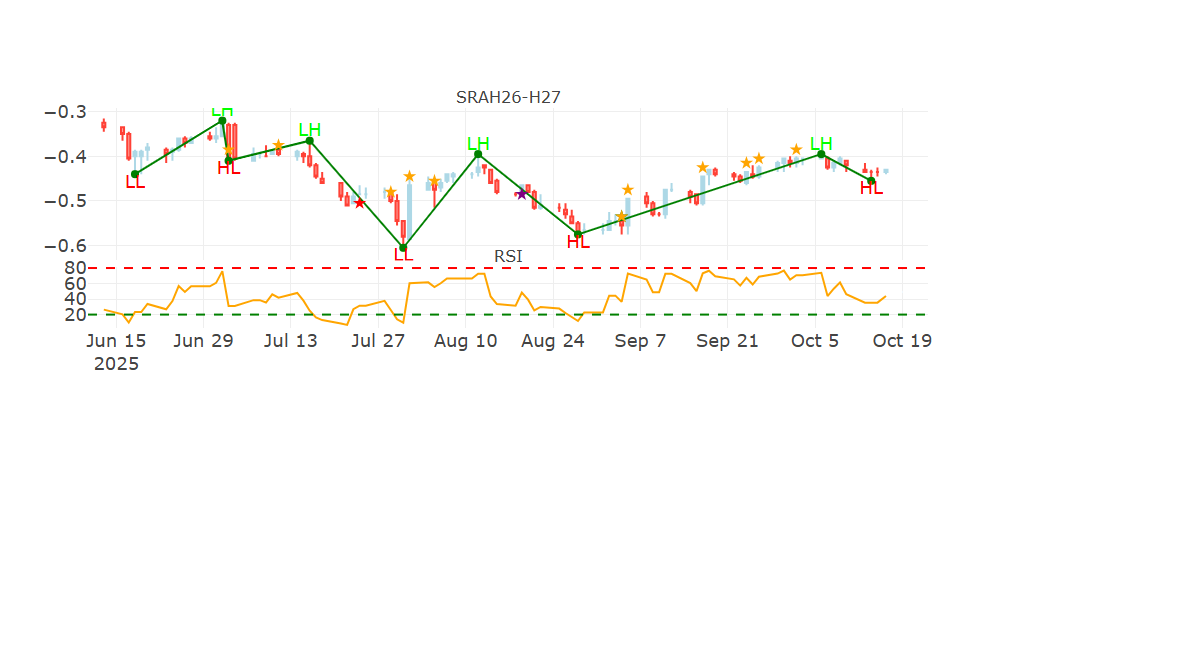 SRAH26-H27
−0.3
−0.4
−0.5
−0.6
LL
LH
HL
LH
LL
LH
HL
LH
HL
RSI
80
60
40
20
Jun 15 Jun 29 Jul 13 Jul 27 Aug 10 Aug 24 Sep 7 Sep 21 Oct 5 Oct 19
2025